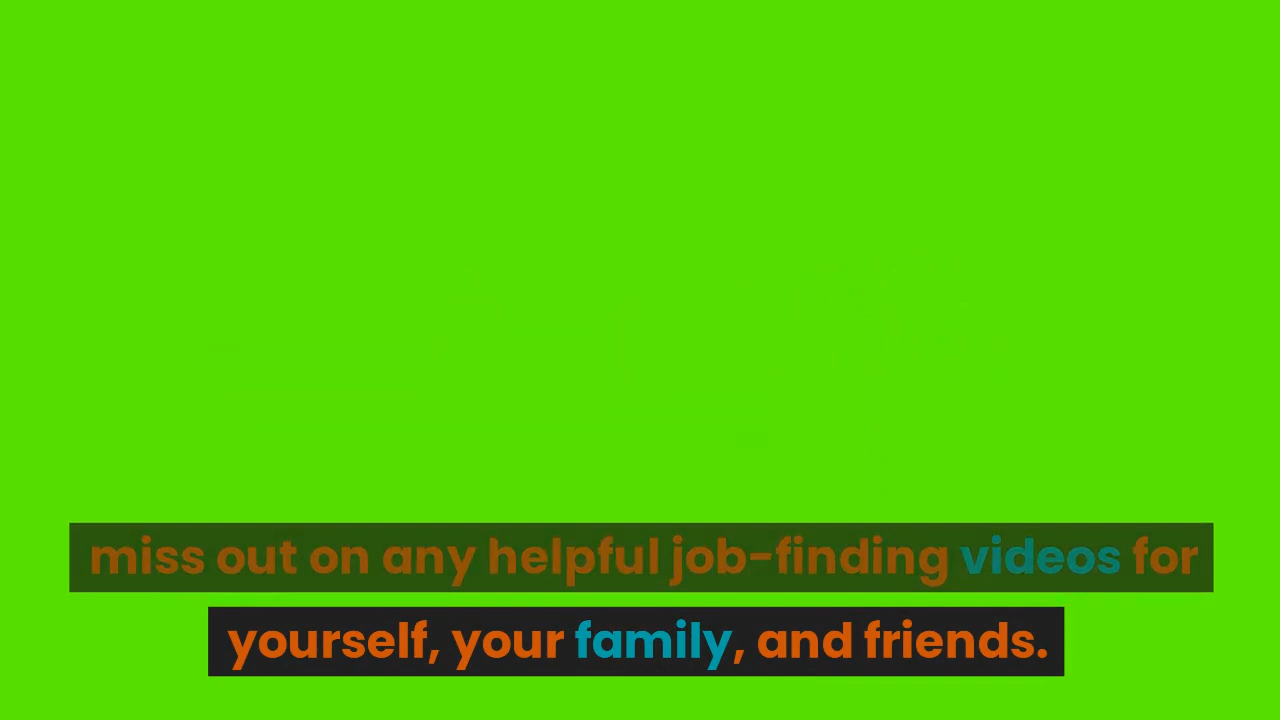 miss out on any helpful job-finding videos for
yourself, your family, and friends.